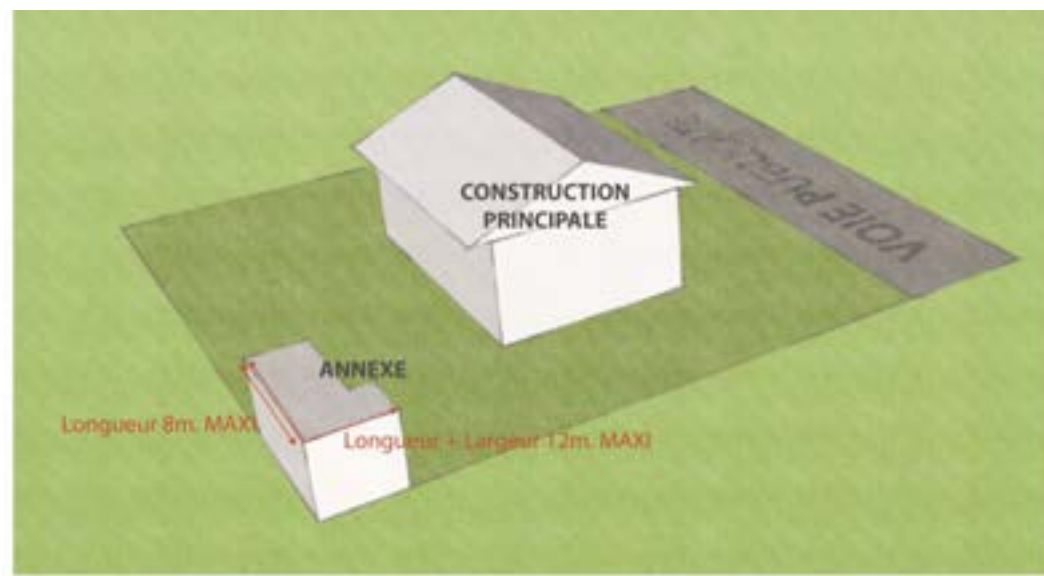 CONSTRUCTION
PRINCIPALE
VOIE PUBLIQUE
ANNEXE
Longueur 8m. MAXI
Longueur + Largeur 12m. MAXI